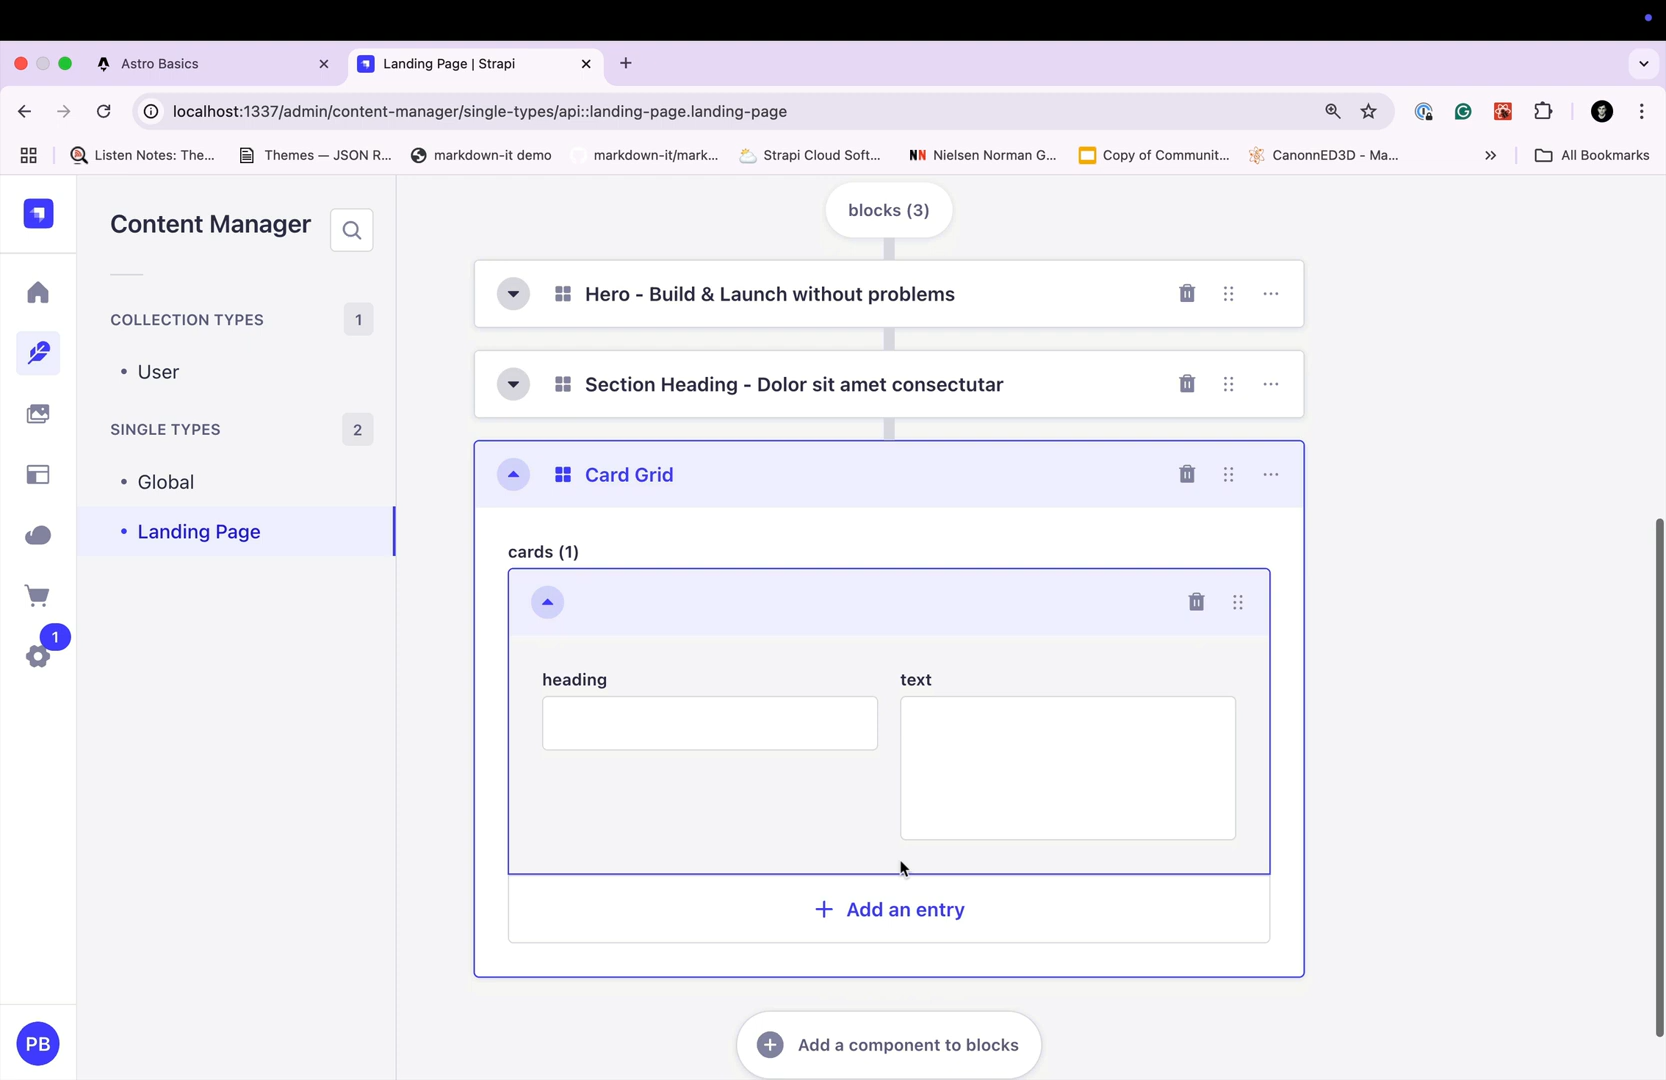 Astro Basics
Landing Page | Strapi
localhost:1337/admin/content-manager/single-types/api::landing-page.landing-page
Listen Notes: The...
Themes — JSON R...
markdown-it demo
markdown-it/mark...
Strapi Cloud Soft...
NN Nielsen Norman G...
Copy of Communit...
CanonnED3D - Ma...
All Bookmarks
Content Manager
COLLECTION TYPES 1
User
SINGLE TYPES 2
Global
Landing Page
1
PB
blocks (3)
Hero - Build & Launch without problems
Section Heading - Dolor sit amet consectutar
Card Grid
cards (1)
heading
text
Add an entry
Add a component to blocks